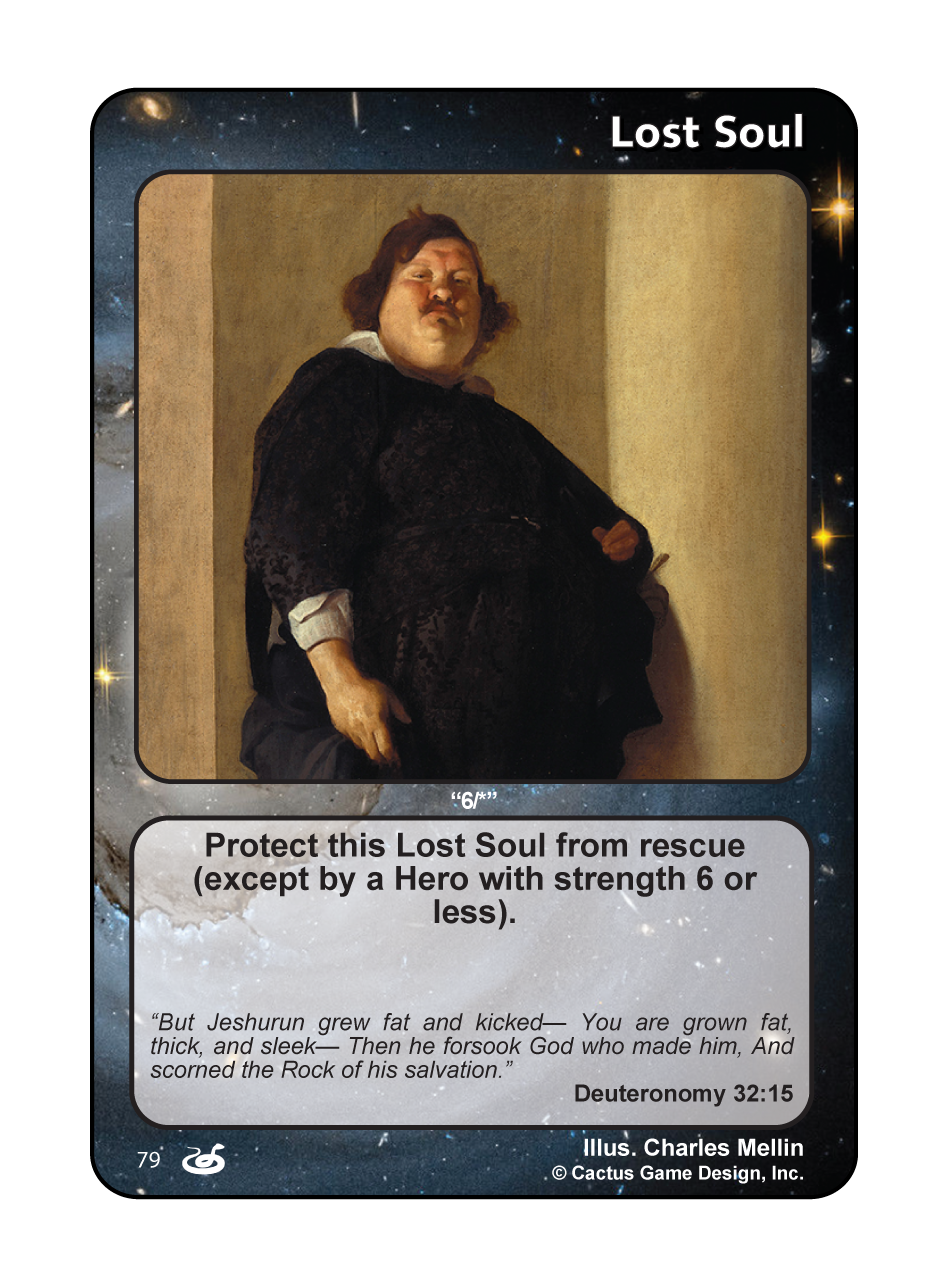 Lost Soul
“6/*”
Protect this Lost Soul from rescue
(except by a Hero with strength 6 or
less).
“But Jeshurun grew fat and kicked— You are grown fat,
thick, and sleek— Then he forsook God who made him, And
scorned the Rock of his salvation.”
Deuteronomy 32:15
79
Illus. Charles Mellin
© Cactus Game Design, Inc.